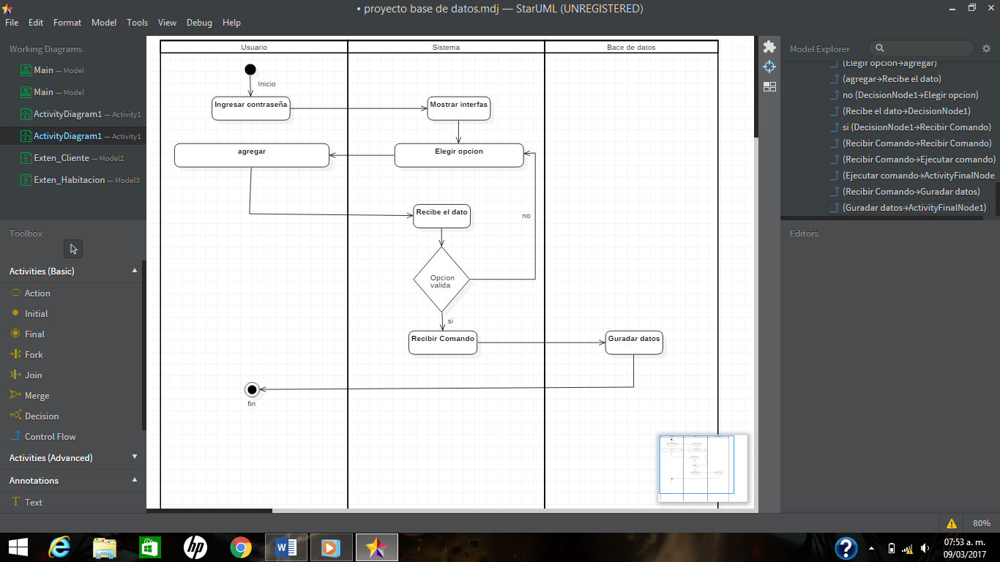 • proyecto base de datos.mdj — StarUML (UNREGISTERED)
File Edit Format Model Tools View Debug Help
Working Diagrams
Main — Model
Main — Model
ActivityDiagram1 — Activity1
ActivityDiagram1 — Activity1
Exten_Cliente — Model2
Exten_Habitacion — Model3
Toolbox
Activities (Basic)
Action
Initial
Final
Fork
Join
Merge
Decision
Control Flow
Activities (Advanced)
Annotations
Text
Usuario
Sistema
Bace de datos
Inicio
Ingresar contraseña
Mostrar interfas
agregar
Elegir opcion
Recibe el dato
no
Opcion
valida
si
Recibir Comando
Guradar datos
fin
Model Explorer
(Elegir opcion→agregar)
(agregar→Recibe el dato)
no (DecisionNode1→Elegir opcion)
(Recibe el dato→DecisionNode1)
si (DecisionNode1→Recibir Comando)
(Recibir Comando→Recibir Comando)
(Recibir Comando→Ejecutar comando)
(Ejecutar comando→ActivityFinalNode
(Recibir Comando→Guradar datos)
(Guradar datos→ActivityFinalNode1)
Editors
80%
07:53 a. m.
09/03/2017